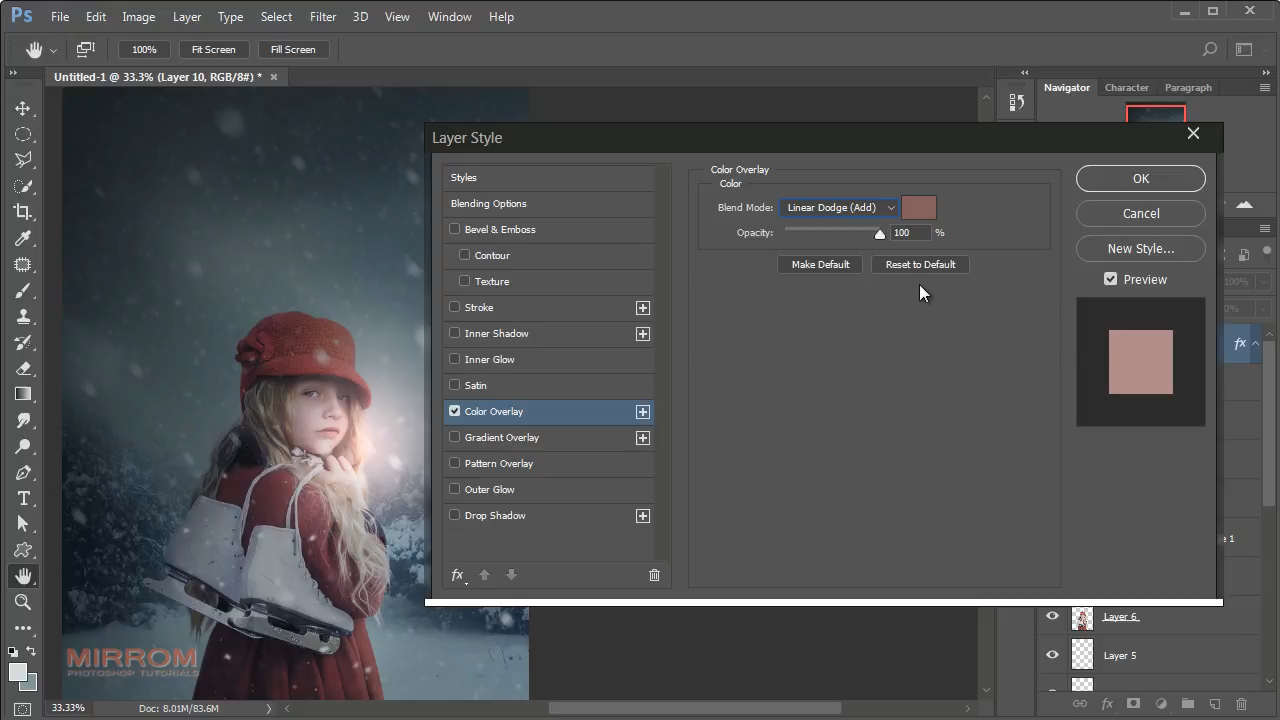 Ps File Edit Image Layer Type Select Filter 3D View Window Help
100% Fit Screen Fill Screen
Untitled-1 @ 33.3% (Layer 10, RGB/8#) * ×
Navigator Character Paragraph
Layer Style
Styles
Blending Options
Bevel & Emboss
Contour
Texture
Stroke
Inner Shadow
Inner Glow
Satin
Color Overlay
Gradient Overlay
Pattern Overlay
Outer Glow
Drop Shadow
fx
Color Overlay
Color
Blend Mode: Linear Dodge (Add)
Opacity: 100 %
Make Default Reset to Default
OK
Cancel
New Style...
Preview
fx
Layer 6
Layer 5
fx
MIRROM
PHOTOSHOP TUTORIALS
33.33% Doc: 8.01M/83.6M